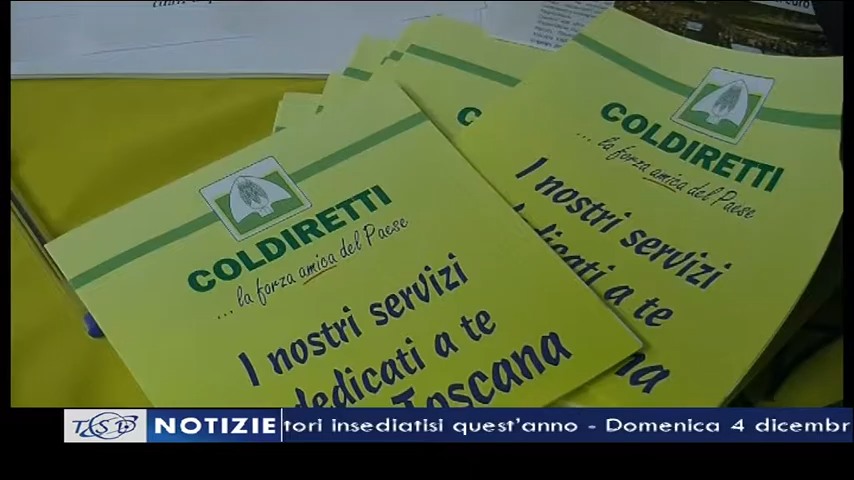 COLDIRETTI
... la forza amica del Paese
I nostri servizi
dedicati a te
Toscana
COLDIRETTI
... la forza amica del Paese
I nostri servizi
dedicati a te
na
C
NOTIZIE tori insediatisi quest'anno - Domenica 4 dicembr